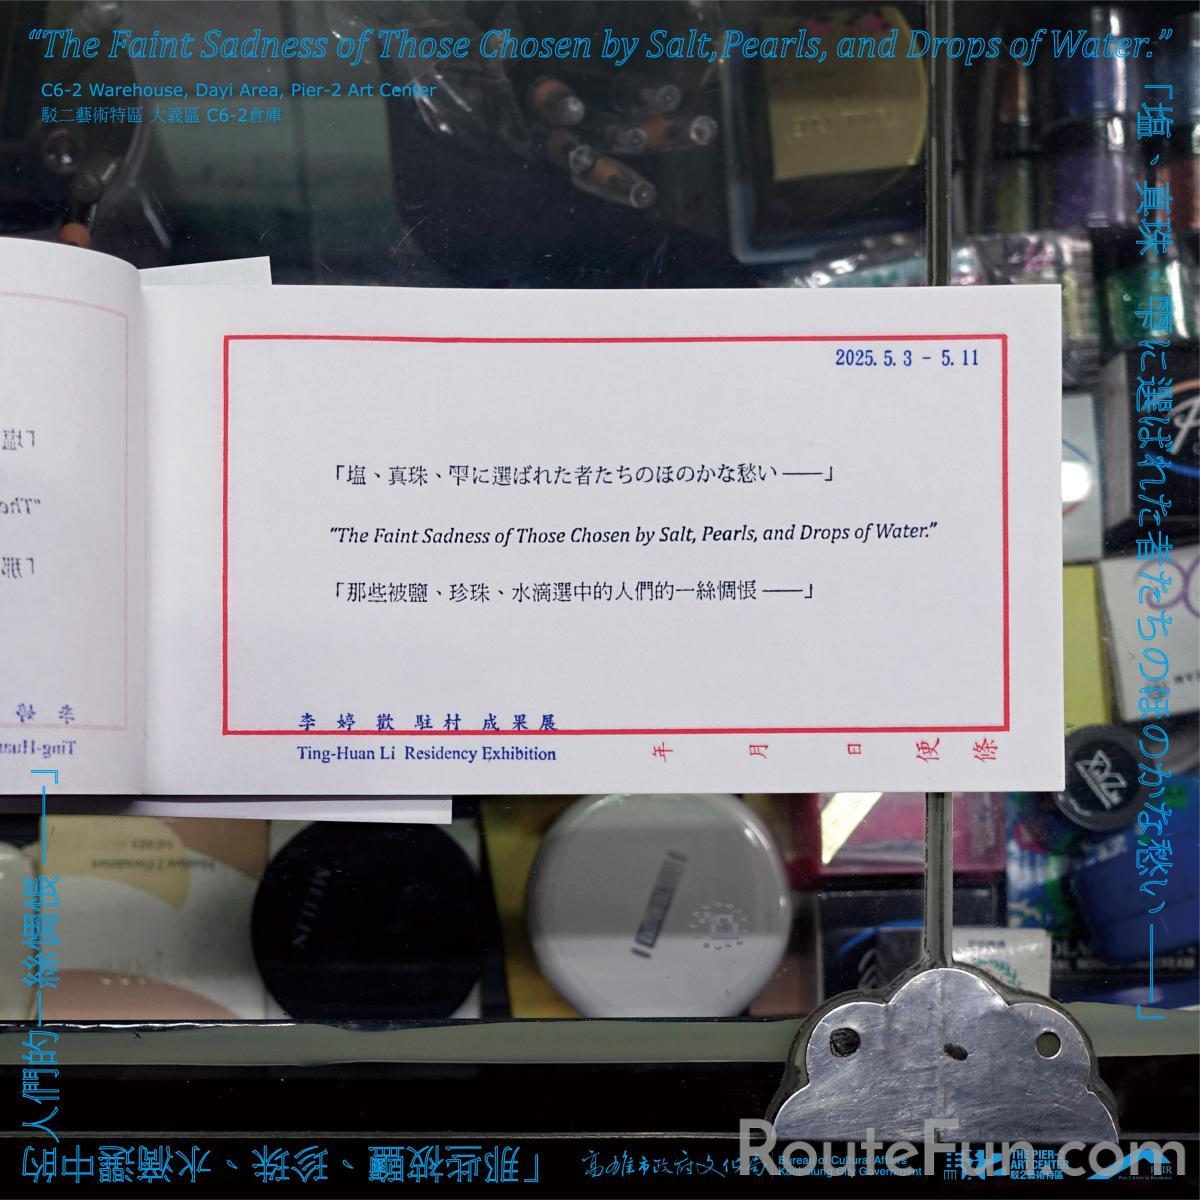 “The Faint Sadness of Those Chosen by Salt,Pearls, and Drops of Water.”
C6-2 Warehouse, Dayi Area, Pier-2 Art Center
駁二藝術特區 大義區 C6-2倉庫
「塩、真珠、雫に選ばれた者たちのほのかな愁い ——」
2025. 5. 3 - 5. 11
「塩、真珠、雫に選ばれた者たちのほのかな愁い ——」
“The Faint Sadness of Those Chosen by Salt, Pearls, and Drops of Water.”
「那些被鹽、珍珠、水滴選中的人們的一絲惆悵 ——」
李 婷 歡 駐 村 成 果 展
Ting-Huan Li Residency Exhibition
年 月 日 便 條
「塩
“The
「那
李 婷
Ting-Huan
MEILIN
「那些被鹽、珍珠、水滴選中的
人們的一絲惆悵 ——」
高雄市政府文化局
Bureau of Cultural Affairs
Kaohsiung City Government
THE PIER-2
ART CENTER
駁二藝術特區
RouteFun.com